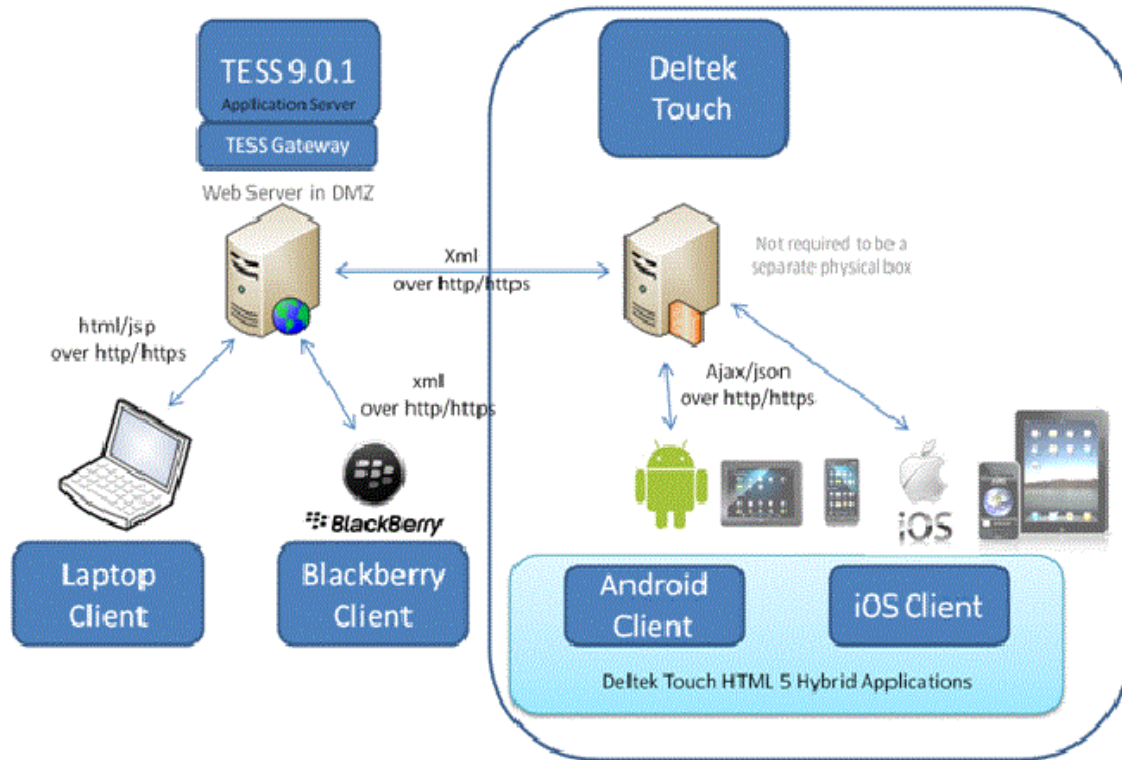 TESS 9.0.1
Application Server
TESS Gateway
Web Server in DMZ
Deltek
Touch
Not required to be a
separate physical box
Xml
over http/https
html/jsp
over http/https
xml
over http/https
Ajax/json
over http/https
BlackBerry
iOS
Laptop
Client
Blackberry
Client
Android
Client
iOS Client
Deltek Touch HTML 5 Hybrid Applications